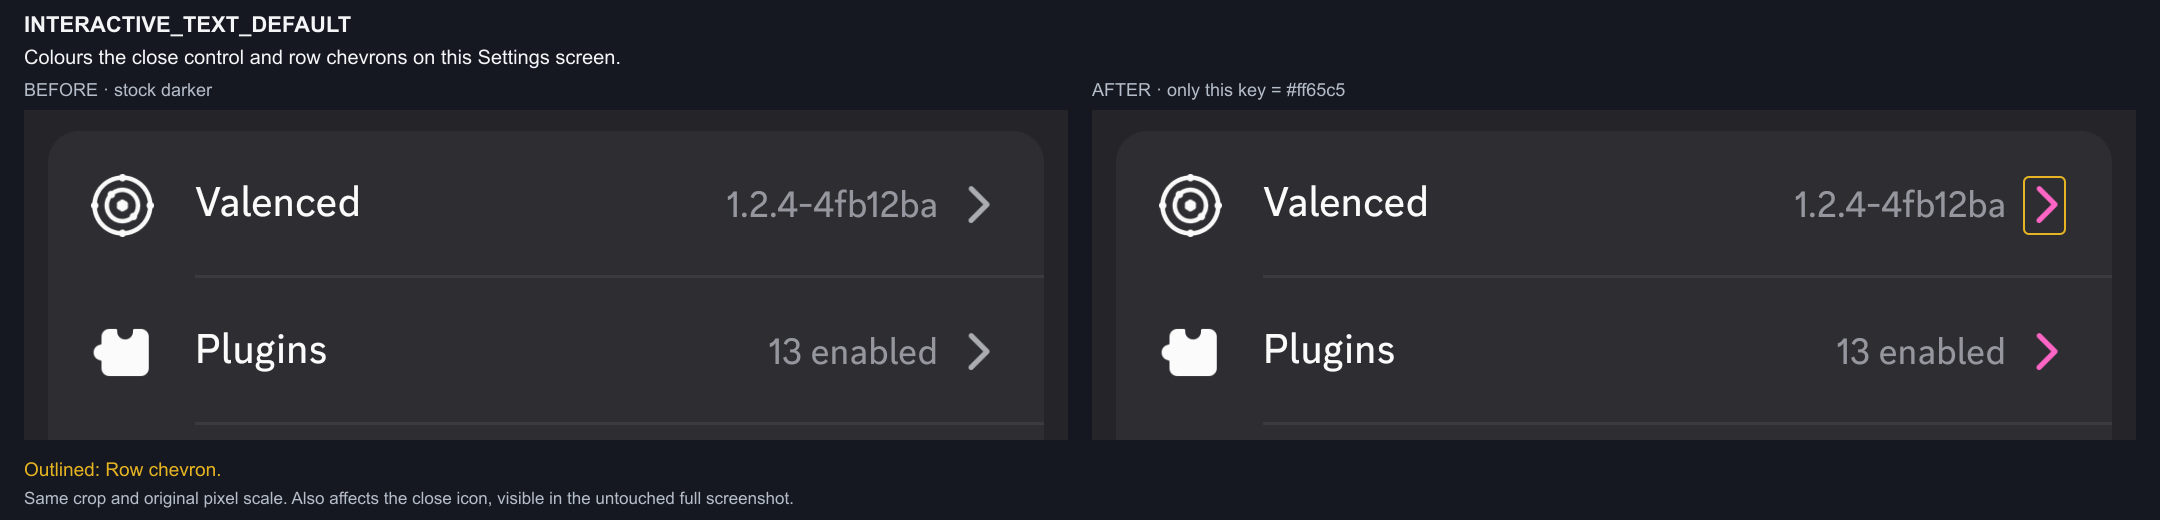 INTERACTIVE_TEXT_DEFAULT
Colours the close control and row chevrons on this Settings screen.
BEFORE · stock darker
AFTER · only this key = #ff65c5
Valenced
1.2.4-4fb12ba
Plugins
13 enabled
Valenced
1.2.4-4fb12ba
Plugins
13 enabled
Outlined: Row chevron.
Same crop and original pixel scale. Also affects the close icon, visible in the untouched full screenshot.